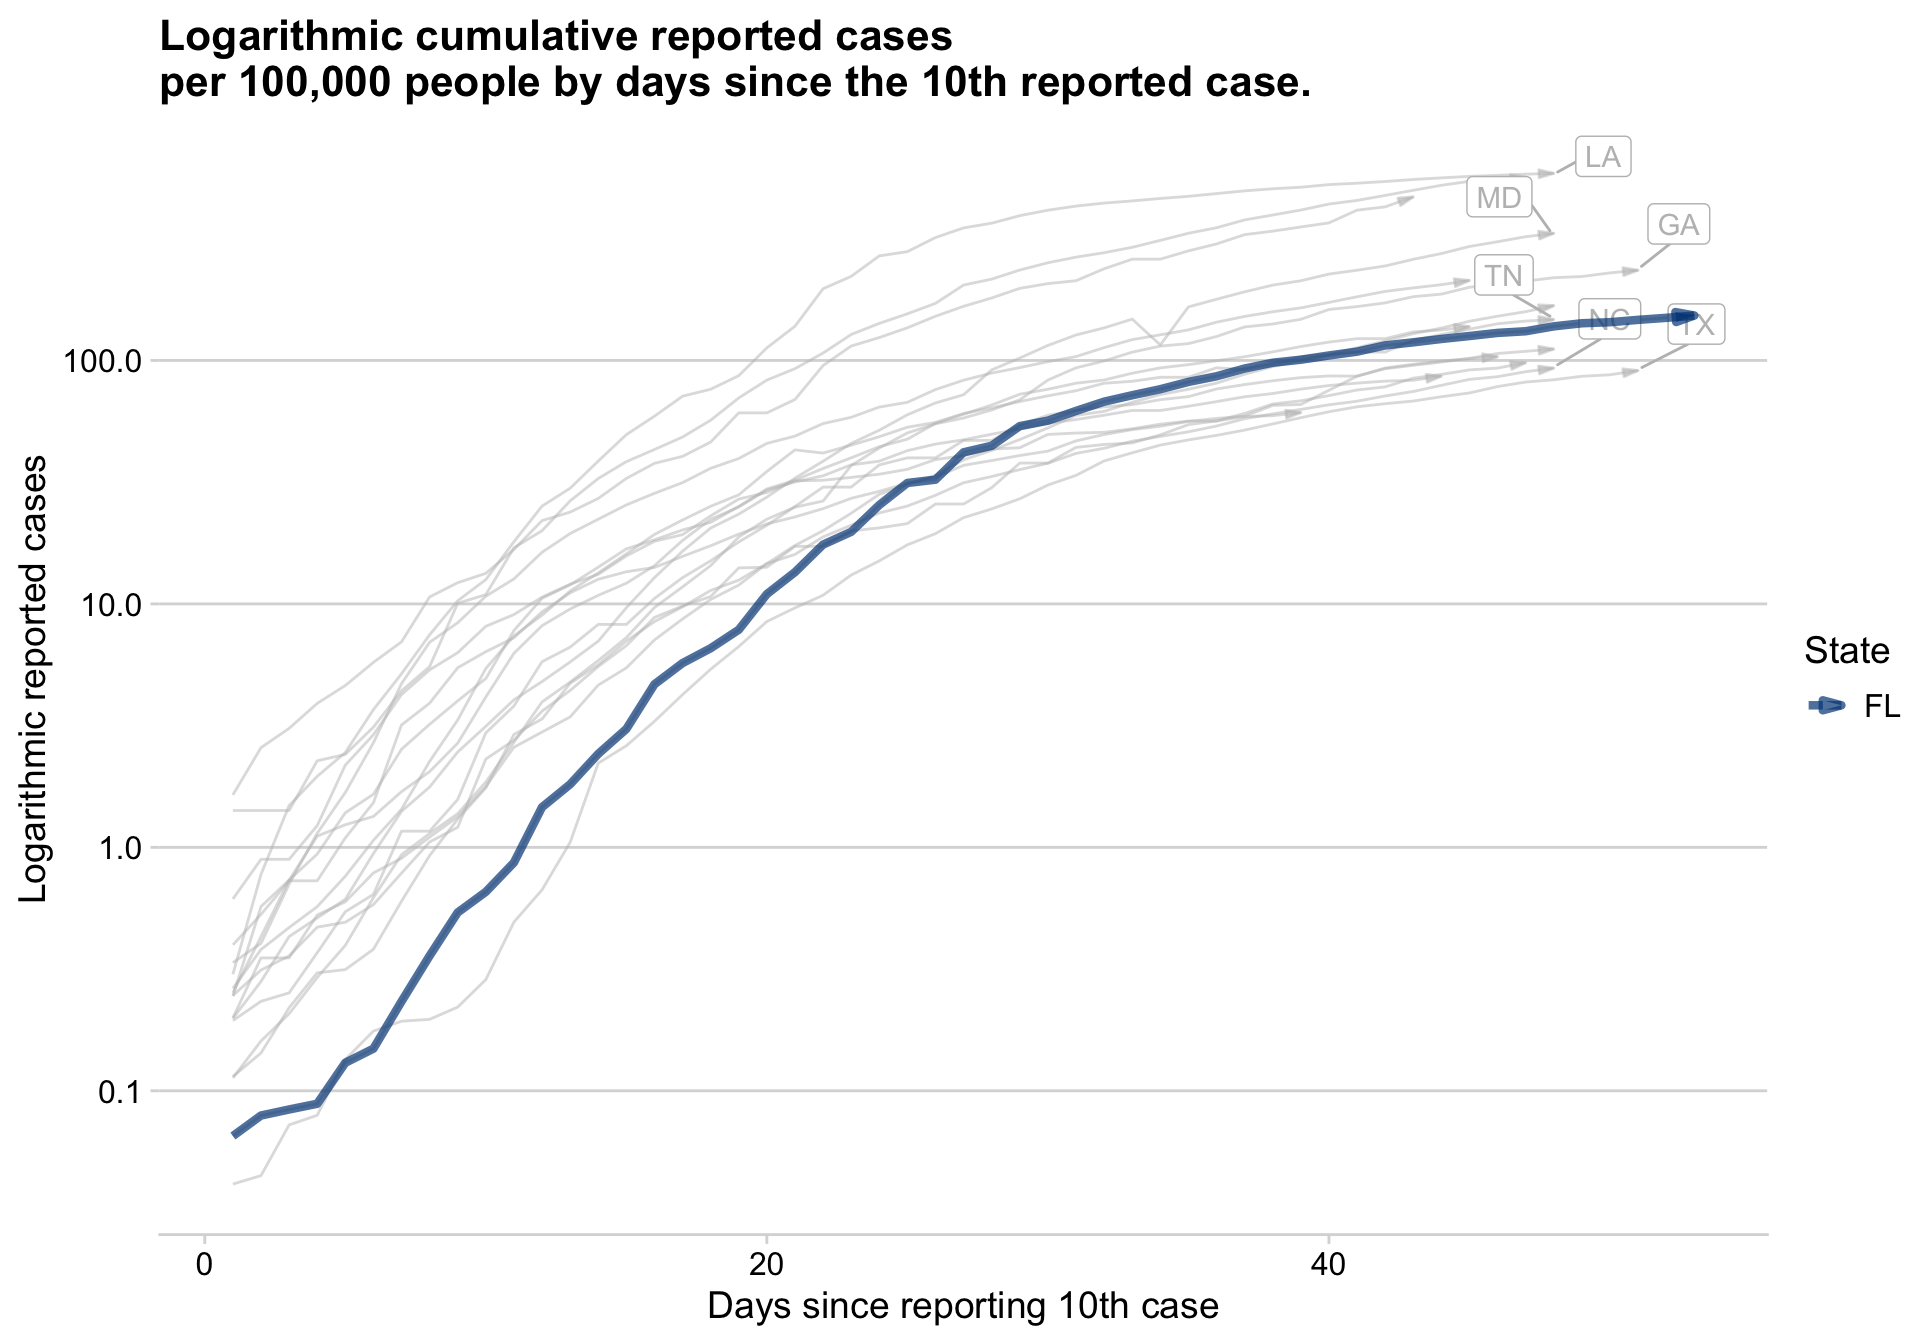 Logarithmic cumulative reported cases
per 100,000 people by days since the 10th reported case.
LA
MD
GA
TN
NC
TX
100.0
10.0
1.0
0.1
Logarithmic reported cases
State
FL
0
20
40
Days since reporting 10th case